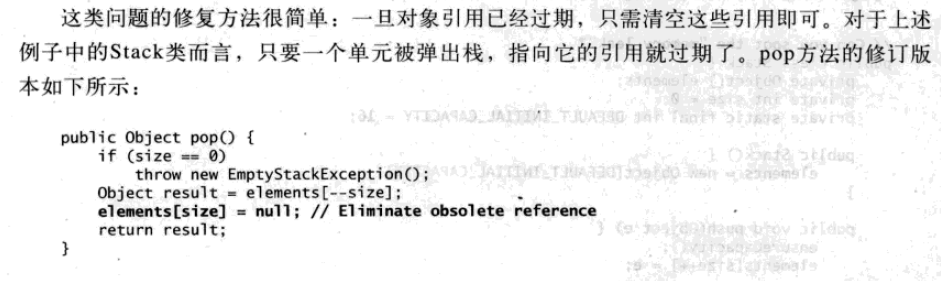 这类问题的修复方法很简单：一旦对象引用已经过期，只需清空这些引用即可。对于上述
例子中的Stack类而言，只要一个单元被弹出栈，指向它的引用就过期了。pop方法的修订版
本如下所示：
public Object pop() {
    if (size == 0)
        throw new EmptyStackException();
    Object result = elements[--size];
    elements[size] = null; // Eliminate obsolete reference
    return result;
}